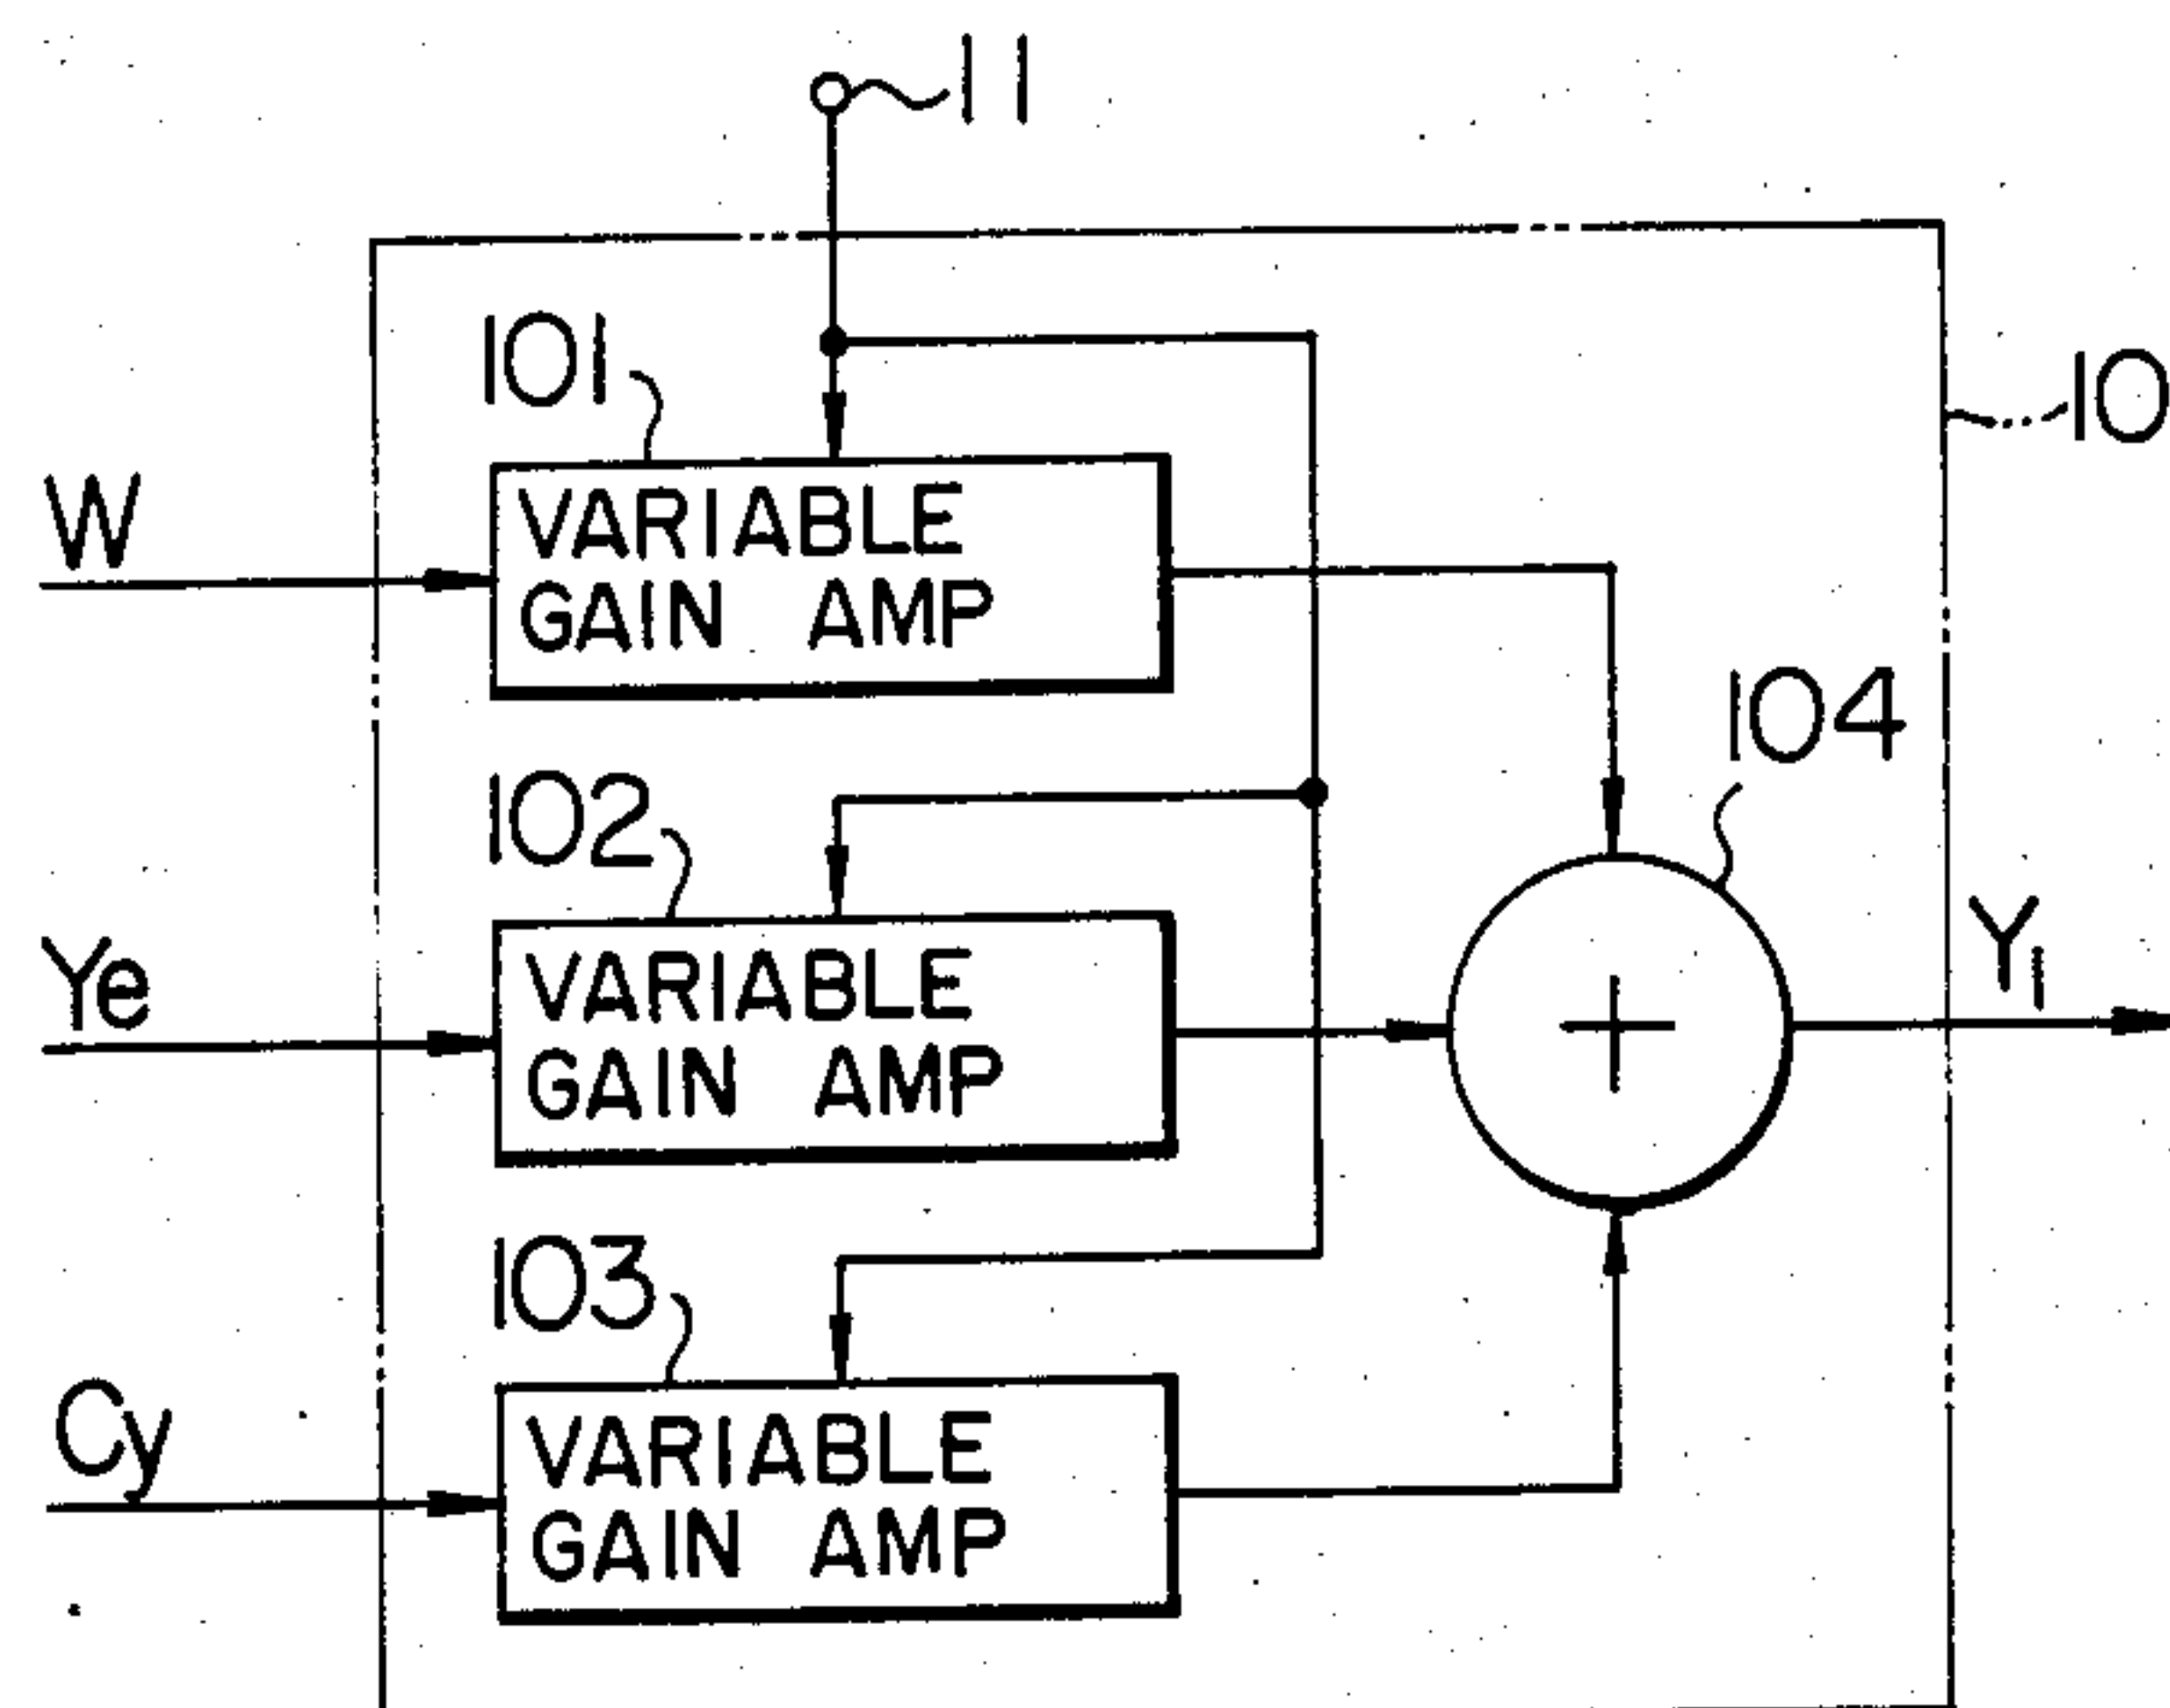 11
101
10
W
VARIABLE
GAIN AMP
104
102
Ye
VARIABLE
GAIN AMP
Y1
+
103
Cy
VARIABLE
GAIN AMP